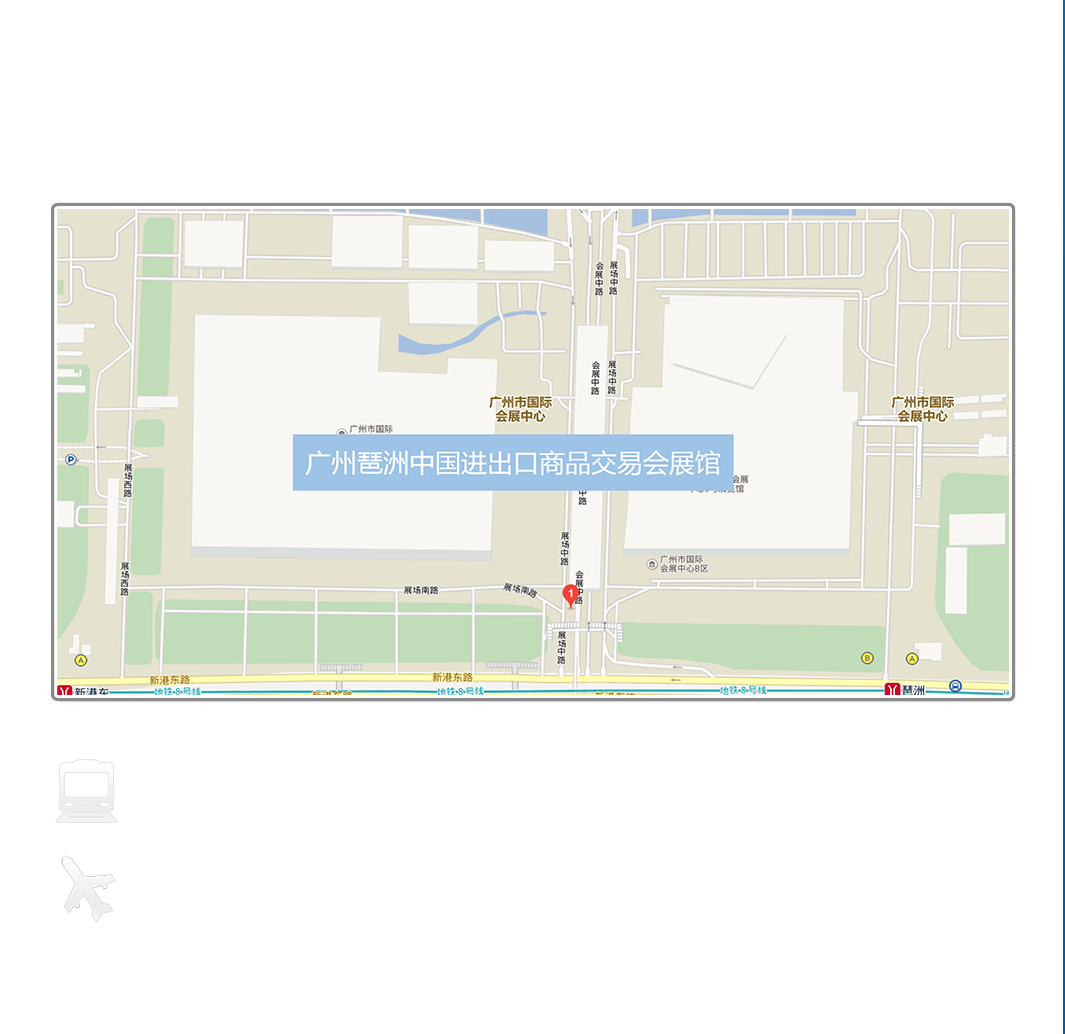 会展中路
展场中路
会展中路
展场中路
广州市国际
会展中心
广州市国际
会展中心
广州市国际
广州琶洲中国进出口商品交易会展馆
P
展场西路
会展
中路
展场中路
广州市国际
会展中心B区
展场西路
会展中路
展场南路
展场南路
1
展场中路
A
B
A
新港东路
新港东路
新港东
地铁8号线
地铁8号线
地铁8号线
琶洲